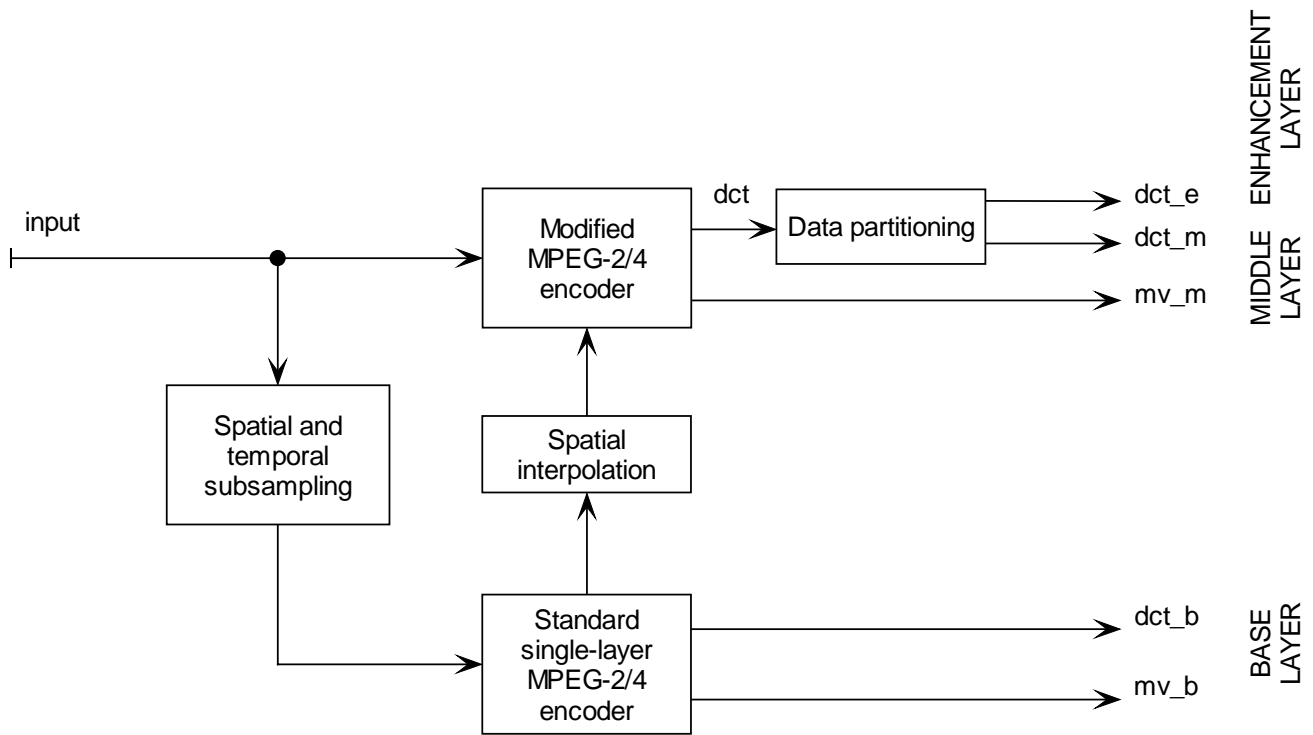 ENHANCEMENT
LAYER
dct
dct_e
input
Modified
MPEG-2/4
encoder
Data partitioning
dct_m
MIDDLE
LAYER
mv_m
Spatial and
temporal
subsampling
Spatial
interpolation
Standard
single-layer
MPEG-2/4
encoder
dct_b
BASE
LAYER
mv_b